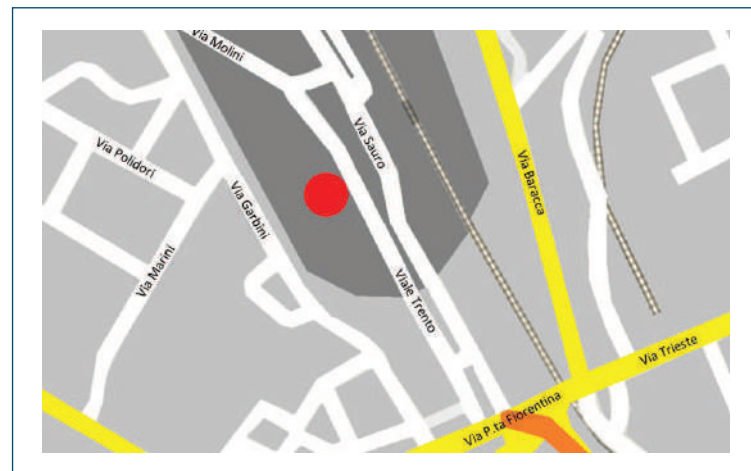 Via Molini
Via Polidori
Via Sauro
Via Baracca
Via Garbini
Via Marini
Viale Trento
Via Trieste
Via P.ta Fiorentina